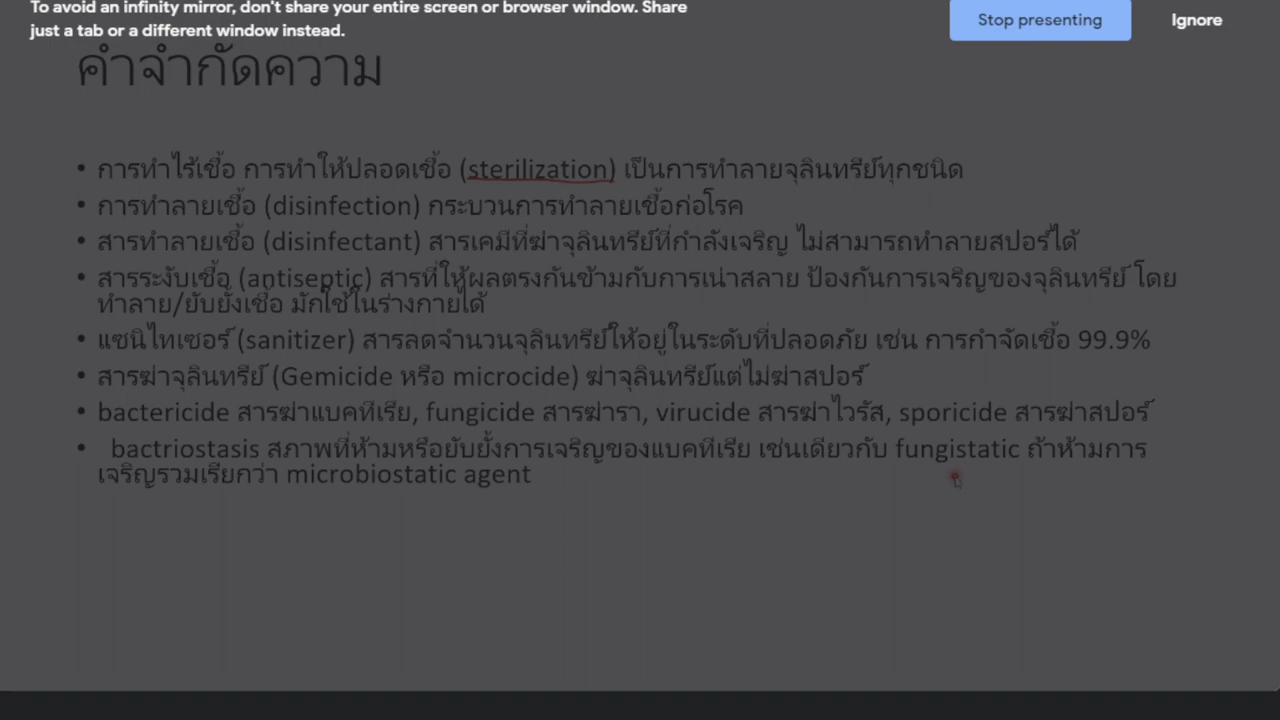 To avoid an infinity mirror, don't share your entire screen or browser window. Share
just a tab or a different window instead.
Stop presenting
Ignore
คำจำกัดความ
• การทำไร้เชื้อ การทำให้ปลอดเชื้อ (sterilization) เป็นการทำลายจุลินทรีย์ทุกชนิด
• การทำลายเชื้อ (disinfection) กระบวนการทำลายเชื้อก่อโรค
• สารทำลายเชื้อ (disinfectant) สารเคมีที่ฆ่าจุลินทรีย์ที่กำลังเจริญ ไม่สามารถทำลายสปอร์ได้
• สารระงับเชื้อ (antiseptic) สารที่ให้ผลตรงกันข้ามกับการเน่าสลาย ป้องกันการเจริญของจุลินทรีย์ โดย
ทำลาย/ยับยั้งเชื้อ มักใช้ในร่างกายได้
• แซนิไทเซอร์ (sanitizer) สารลดจำนวนจุลินทรีย์ให้อยู่ในระดับที่ปลอดภัย เช่น การกำจัดเชื้อ 99.9%
• สารฆ่าจุลินทรีย์ (Gemicide หรือ microcide) ฆ่าจุลินทรีย์แต่ไม่ฆ่าสปอร์
• bactericide สารฆ่าแบคทีเรีย, fungicide สารฆ่ารา, virucide สารฆ่าไวรัส, sporicide สารฆ่าสปอร์
• bactriostasis สภาพที่ห้ามหรือยับยั้งการเจริญของแบคทีเรีย เช่นเดียวกับ fungistatic ถ้าห้ามการ
เจริญรวมเรียกว่า microbiostatic agent